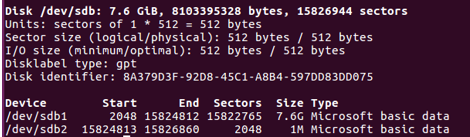 Disk /dev/sdb: 7.6 GiB, 8103395328 bytes, 15826944 sectors
Units: sectors of 1 * 512 = 512 bytes
Sector size (logical/physical): 512 bytes / 512 bytes
I/O size (minimum/optimal): 512 bytes / 512 bytes
Disklabel type: gpt
Disk identifier: 8A379D3F-92D8-45C1-A8B4-597DD83DD075
Device Start End Sectors Size Type
/dev/sdb1 2048 15824812 15822765 7.6G Microsoft basic data
/dev/sdb2 15824813 15826860 2048 1M Microsoft basic data